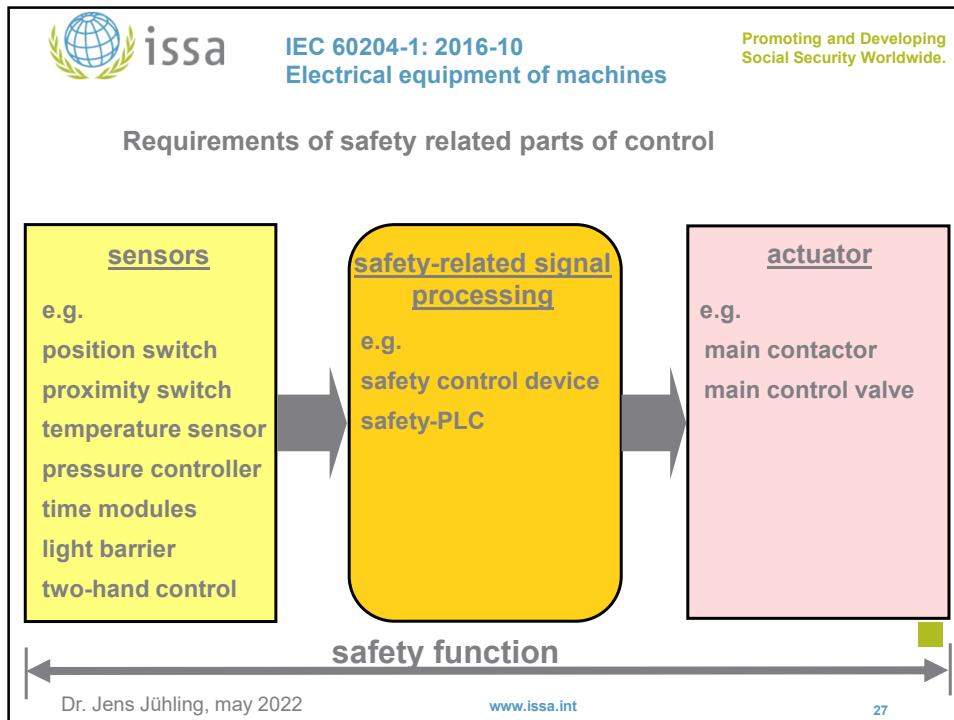 issa
IEC 60204-1: 2016-10
Electrical equipment of machines
Promoting and Developing
Social Security Worldwide.
Requirements of safety related parts of control
sensors
e.g.
position switch
proximity switch
temperature sensor
pressure controller
time modules
light barrier
two-hand control
safety-related signal
processing
e.g.
safety control device
safety-PLC
actuator
e.g.
main contactor
main control valve
safety function
Dr. Jens Jühling, may 2022
www.issa.int
27